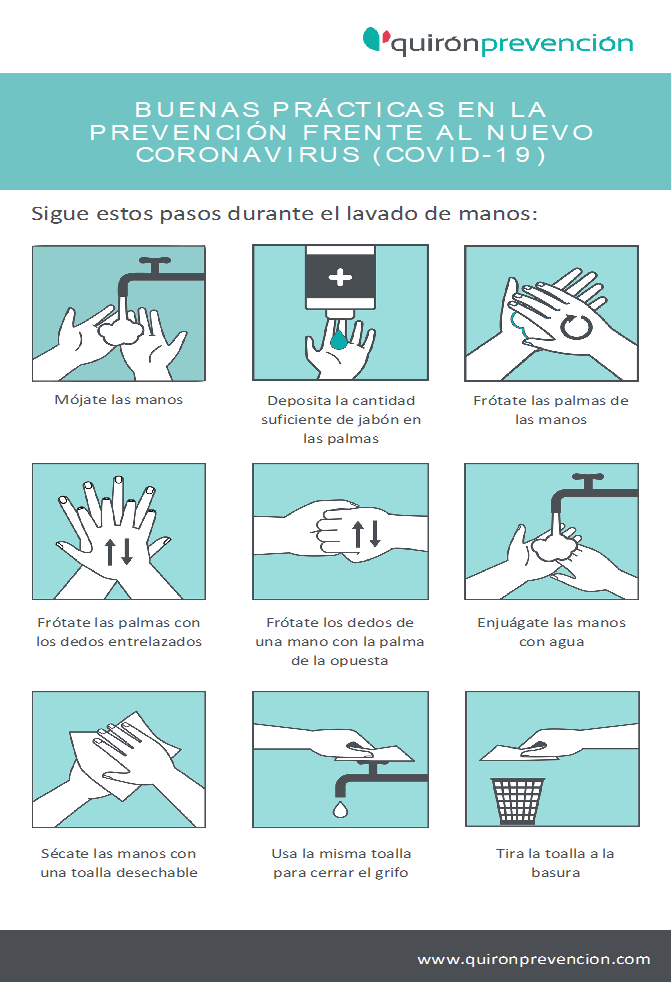 quirónprevención
BUENAS PRÁCTICAS EN LA
PREVENCIÓN FRENTE AL NUEVO
CORONAVIRUS (COVID-19)
Sigue estos pasos durante el lavado de manos:
Mójate las manos
Deposita la cantidad
suficiente de jabón en
las palmas
Frótate las palmas de
las manos
Frótate las palmas con
los dedos entrelazados
Frótate los dedos de
una mano con la palma
de la opuesta
Enjuágate las manos
con agua
Sécate las manos con
una toalla desechable
Usa la misma toalla
para cerrar el grifo
Tira la toalla a la
basura
www.quironprevencion.com